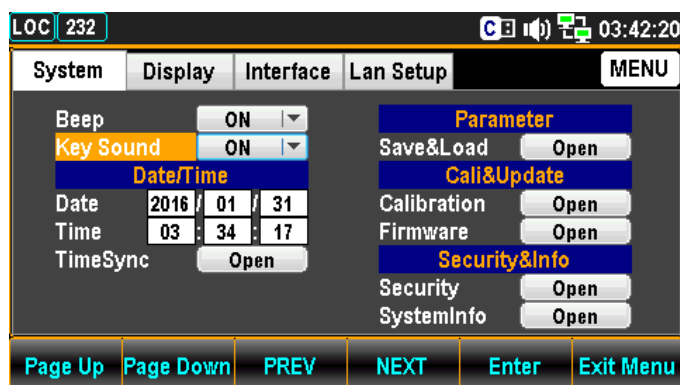 LOC 232 C 03:42:20
System Display Interface Lan Setup MENU
Beep ON
Key Sound ON
Date/Time
Date 2016 / 01 / 31
Time 03 : 34 : 17
TimeSync Open
Parameter
Save&Load Open
Cali&Update
Calibration Open
Firmware Open
Security&Info
Security Open
SystemInfo Open
Page Up Page Down PREV NEXT Enter Exit Menu